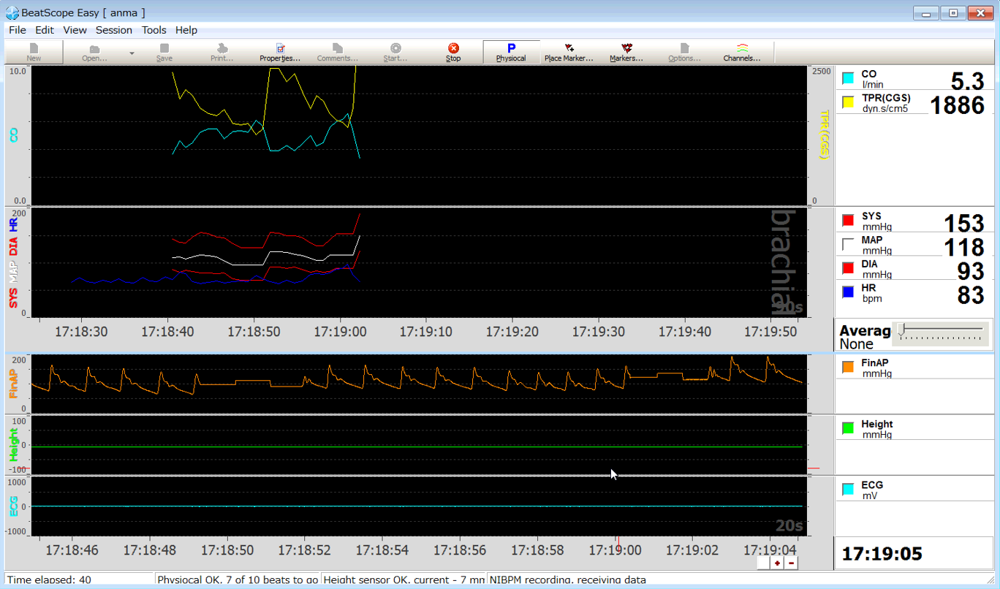 BeatScope Easy [ anma ]
File Edit View Session Tools Help
New Open... Save Print... Properties... Comments... Start... Stop P Physical Place Marker... Markers... Options... Channels...
10.0
CO
0.0
2500
TPR(CGS)
0
CO 5.3
l/min
TPR(CGS) 1886
dyn.s/cm5
200
SYS MAP DIA HR
0
brachial
90s
SYS 153
mmHg
MAP 118
mmHg
DIA 93
mmHg
HR 83
bpm
17:18:30 17:18:40 17:18:50 17:19:00 17:19:10 17:19:20 17:19:30 17:19:40 17:19:50
Averag
None
200
FinAP
0
FinAP
mmHg
100
Height
0
-100
Height
mmHg
1000
ECG
0
-1000
20s
ECG
mV
17:18:46 17:18:48 17:18:50 17:18:52 17:18:54 17:18:56 17:18:58 17:19:00 17:19:02 17:19:04
+ -
17:19:05
Time elapsed: 40 Physiocal OK, 7 of 10 beats to go Height sensor OK, current - 7 mm NIBPM recording, receiving data